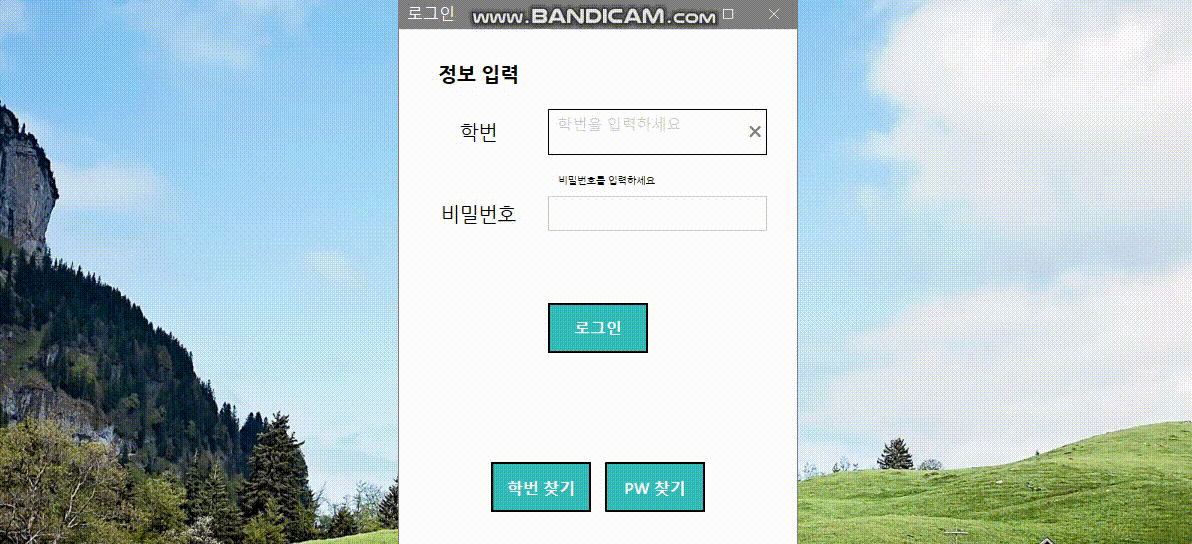 로그인
www.BANDICAM.com
정보 입력
학번
학번을 입력하세요
비밀번호를 입력하세요
비밀번호
로그인
학번 찾기
PW 찾기